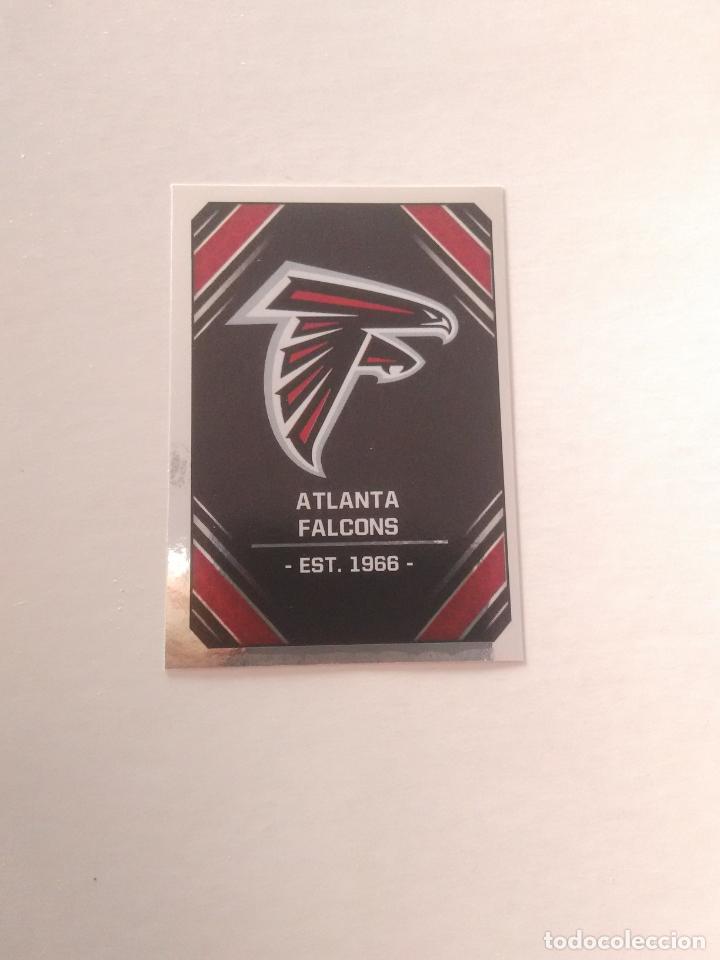 ATLANTA
FALCONS
- EST. 1966 -
todocoleccion